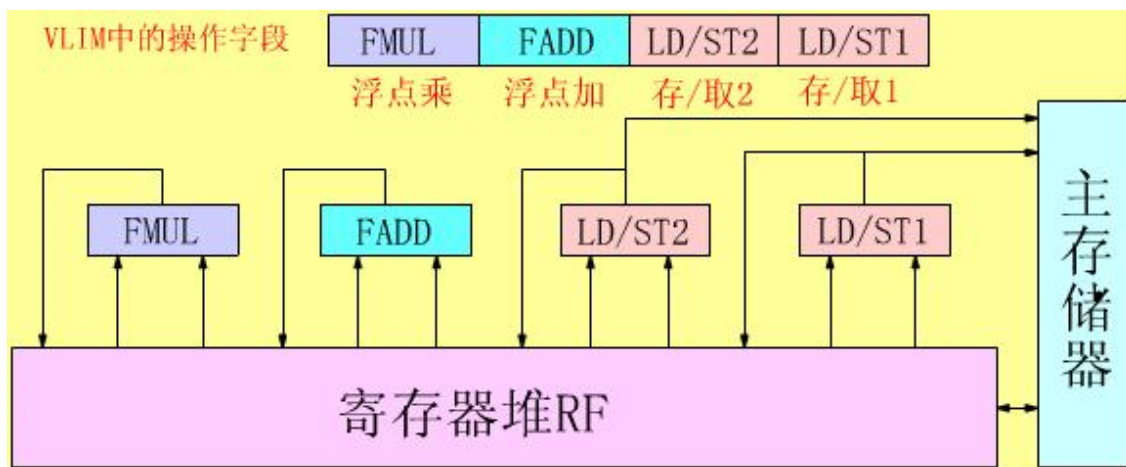 VLIM中的操作字段 FMUL FADD LD/ST2 LD/ST1
浮点乘 浮点加 存/取2 存/取1
FMUL FADD LD/ST2 LD/ST1
主存储器
寄存器堆RF